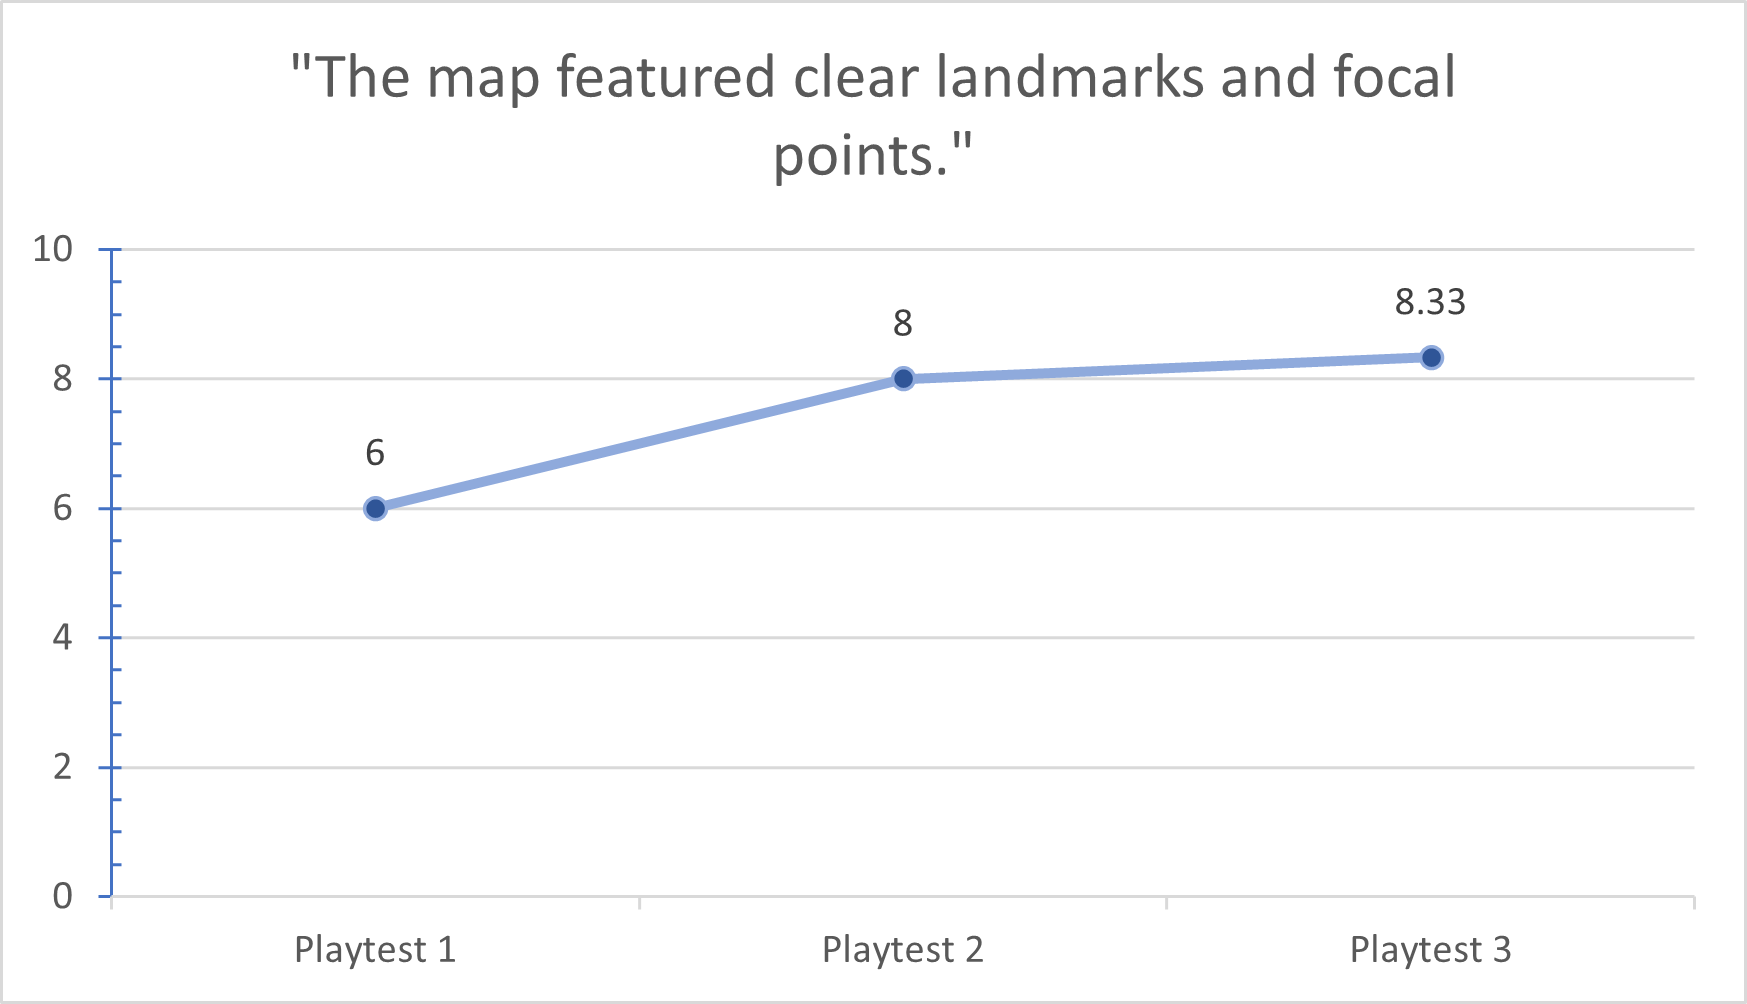 "The map featured clear landmarks and focal
points."
10
8.33
8
8
6
6
4
2
0
Playtest 1
Playtest 2
Playtest 3